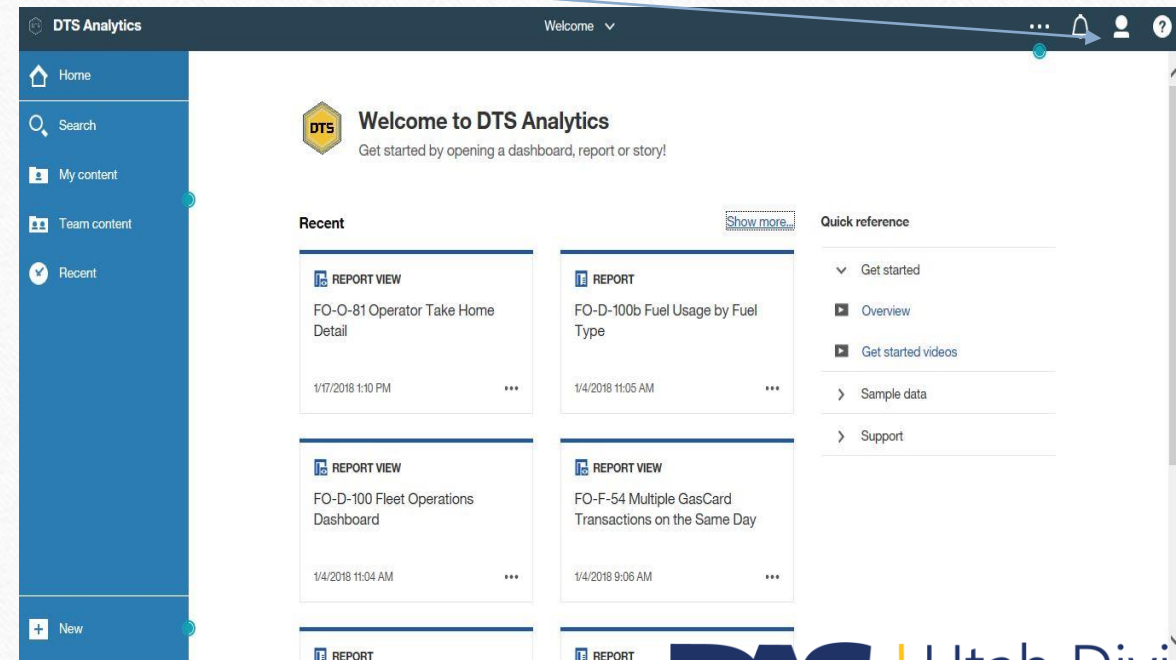 DTS Analytics
Welcome
?
Home
Search
My content
Team content
Recent
New
DTS
Welcome to DTS Analytics
Get started by opening a dashboard, report or story!
Recent
Show more...
REPORT VIEW
FO-O-81 Operator Take Home
Detail
1/17/2018 1:10 PM
REPORT
FO-D-100b Fuel Usage by Fuel
Type
1/4/2018 11:05 AM
REPORT VIEW
FO-D-100 Fleet Operations
Dashboard
1/4/2018 11:04 AM
REPORT VIEW
FO-F-54 Multiple GasCard
Transactions on the Same Day
1/4/2018 9:06 AM
REPORT
REPORT
Quick reference
Get started
Overview
Get started videos
Sample data
Support
Utah